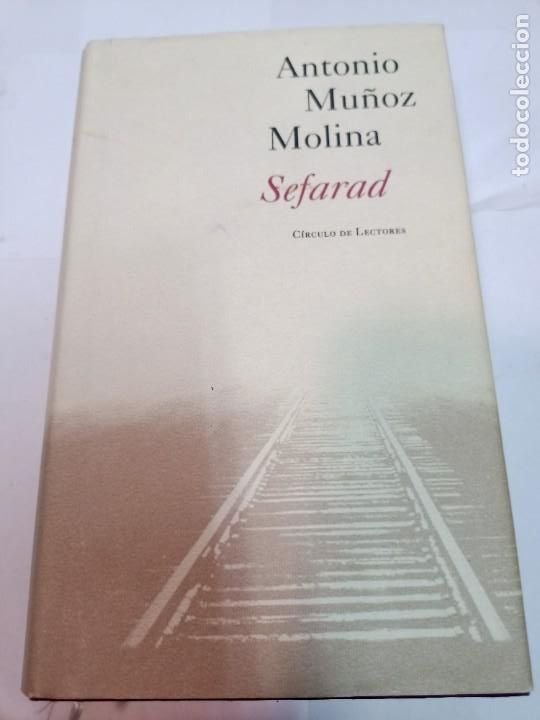 Antonio
Muñoz
Molina
Sefarad
Círculo de Lectores
todocoleccion